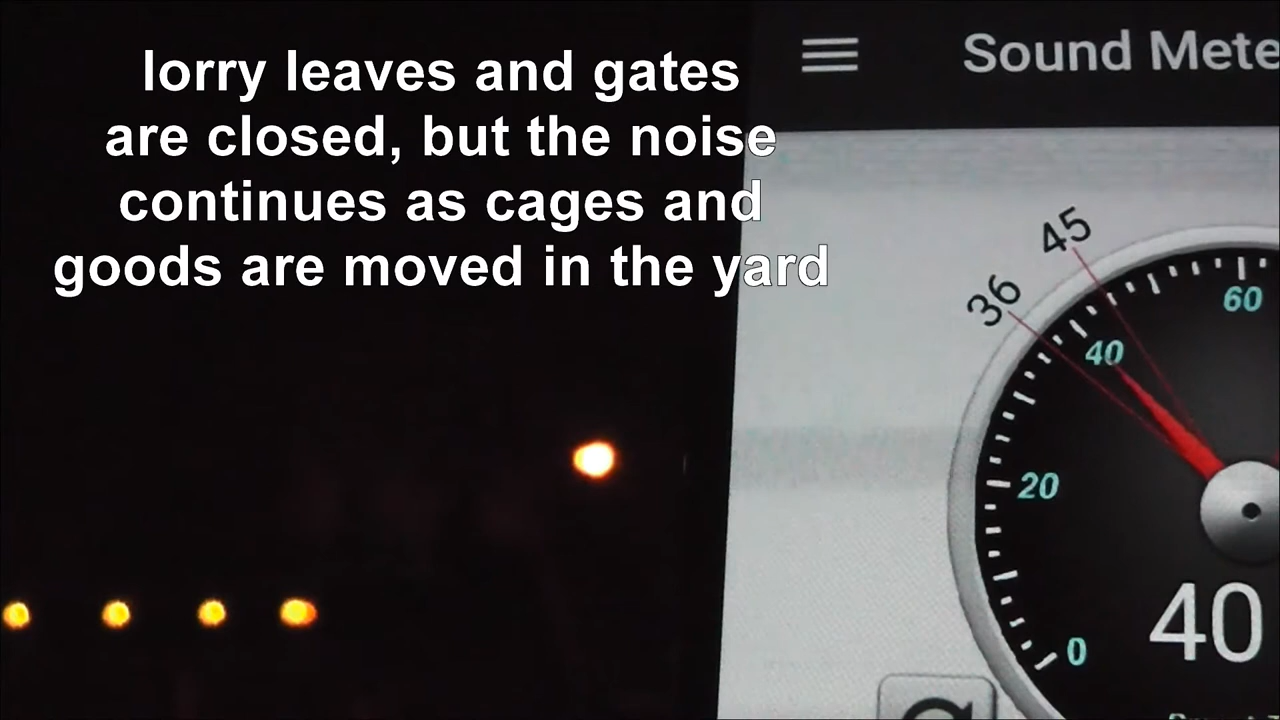 lorry leaves and gates
are closed, but the noise
continues as cages and
goods are moved in the yard
Sound Mete
45
36
60
40
20
0
40